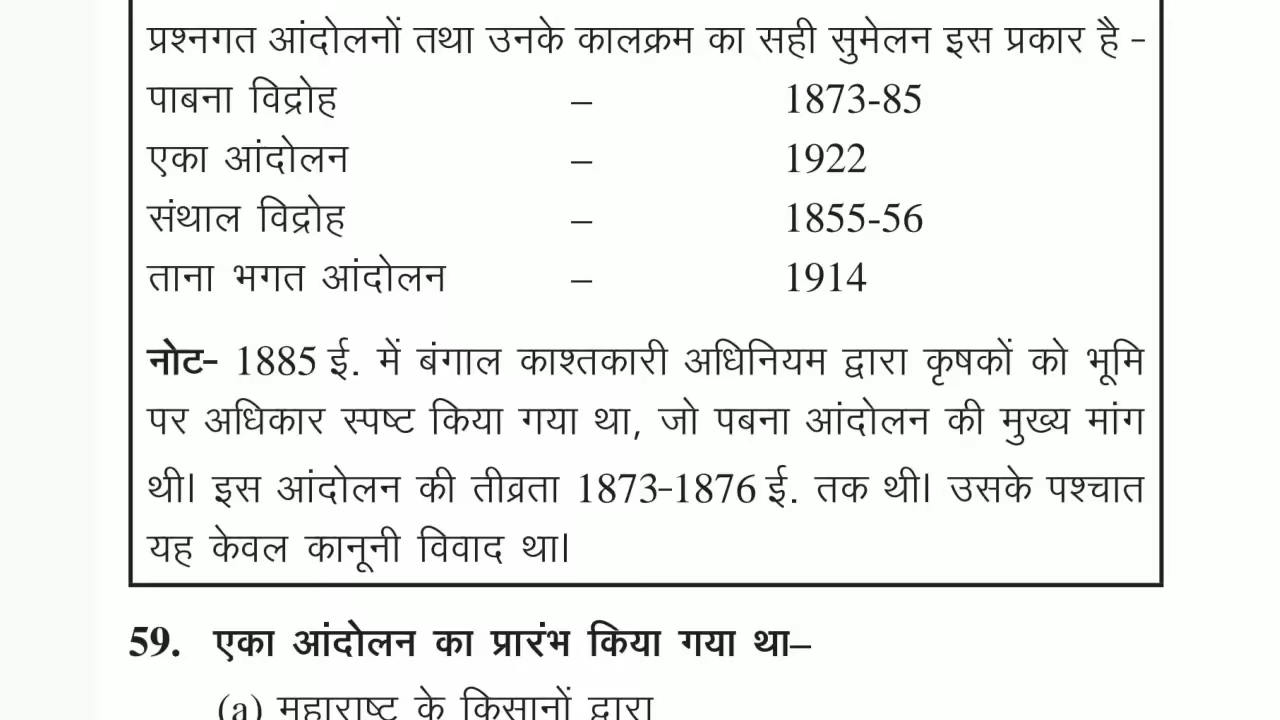 प्रश्नगत आंदोलनों तथा उनके कालक्रम का सही सुमेलन इस प्रकार है -
पाबना विद्रोह – 1873-85
एका आंदोलन – 1922
संथाल विद्रोह – 1855-56
ताना भगत आंदोलन – 1914
नोट- 1885 ई. में बंगाल काश्तकारी अधिनियम द्वारा कृषकों को भूमि
पर अधिकार स्पष्ट किया गया था, जो पबना आंदोलन की मुख्य मांग
थी। इस आंदोलन की तीव्रता 1873-1876 ई. तक थी। उसके पश्चात
यह केवल कानूनी विवाद था।
59. एका आंदोलन का प्रारंभ किया गया था–
(a) महाराष्ट्र के किसानों द्वारा